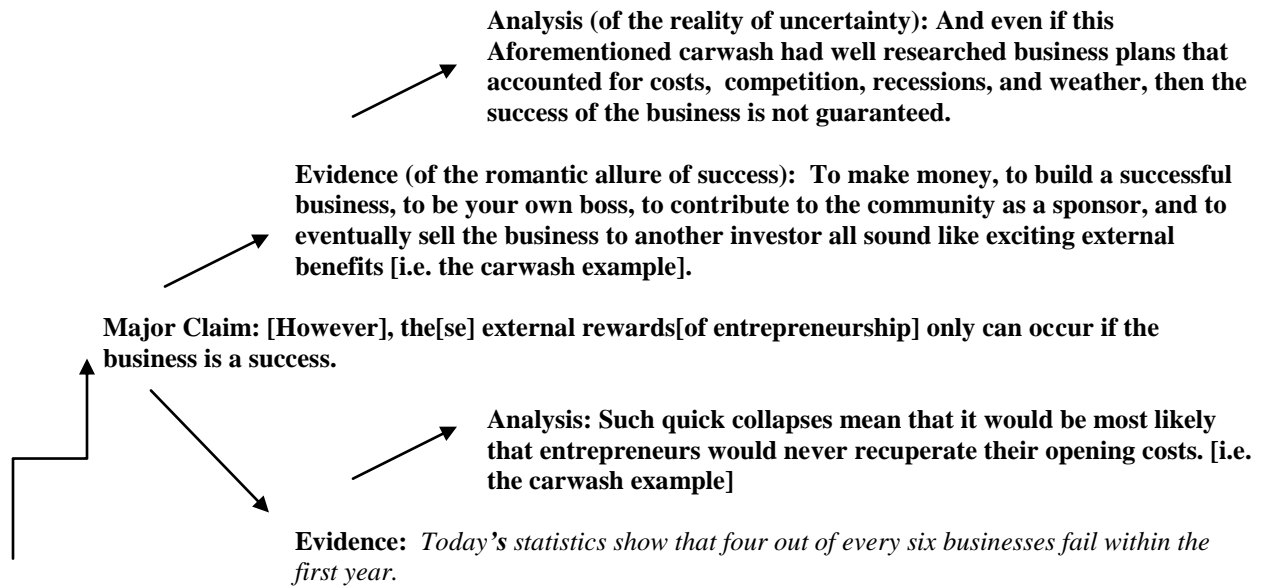 Analysis (of the reality of uncertainty): And even if this
Aforementioned carwash had well researched business plans that
accounted for costs, competition, recessions, and weather, then the
success of the business is not guaranteed.
Evidence (of the romantic allure of success): To make money, to build a successful
business, to be your own boss, to contribute to the community as a sponsor, and to
eventually sell the business to another investor all sound like exciting external
benefits [i.e. the carwash example].
Major Claim: [However], the[se] external rewards[of entrepreneurship] only can occur if the
business is a success.
Analysis: Such quick collapses mean that it would be most likely
that entrepreneurs would never recuperate their opening costs. [i.e.
the carwash example]
Evidence: Today's statistics show that four out of every six businesses fail within the
first year.